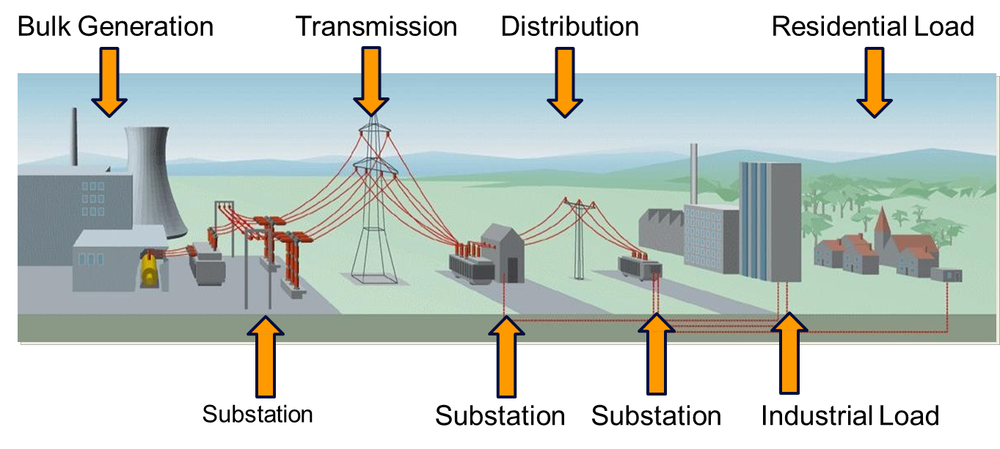 Bulk Generation
Transmission
Distribution
Residential Load
Substation
Substation
Substation
Industrial Load